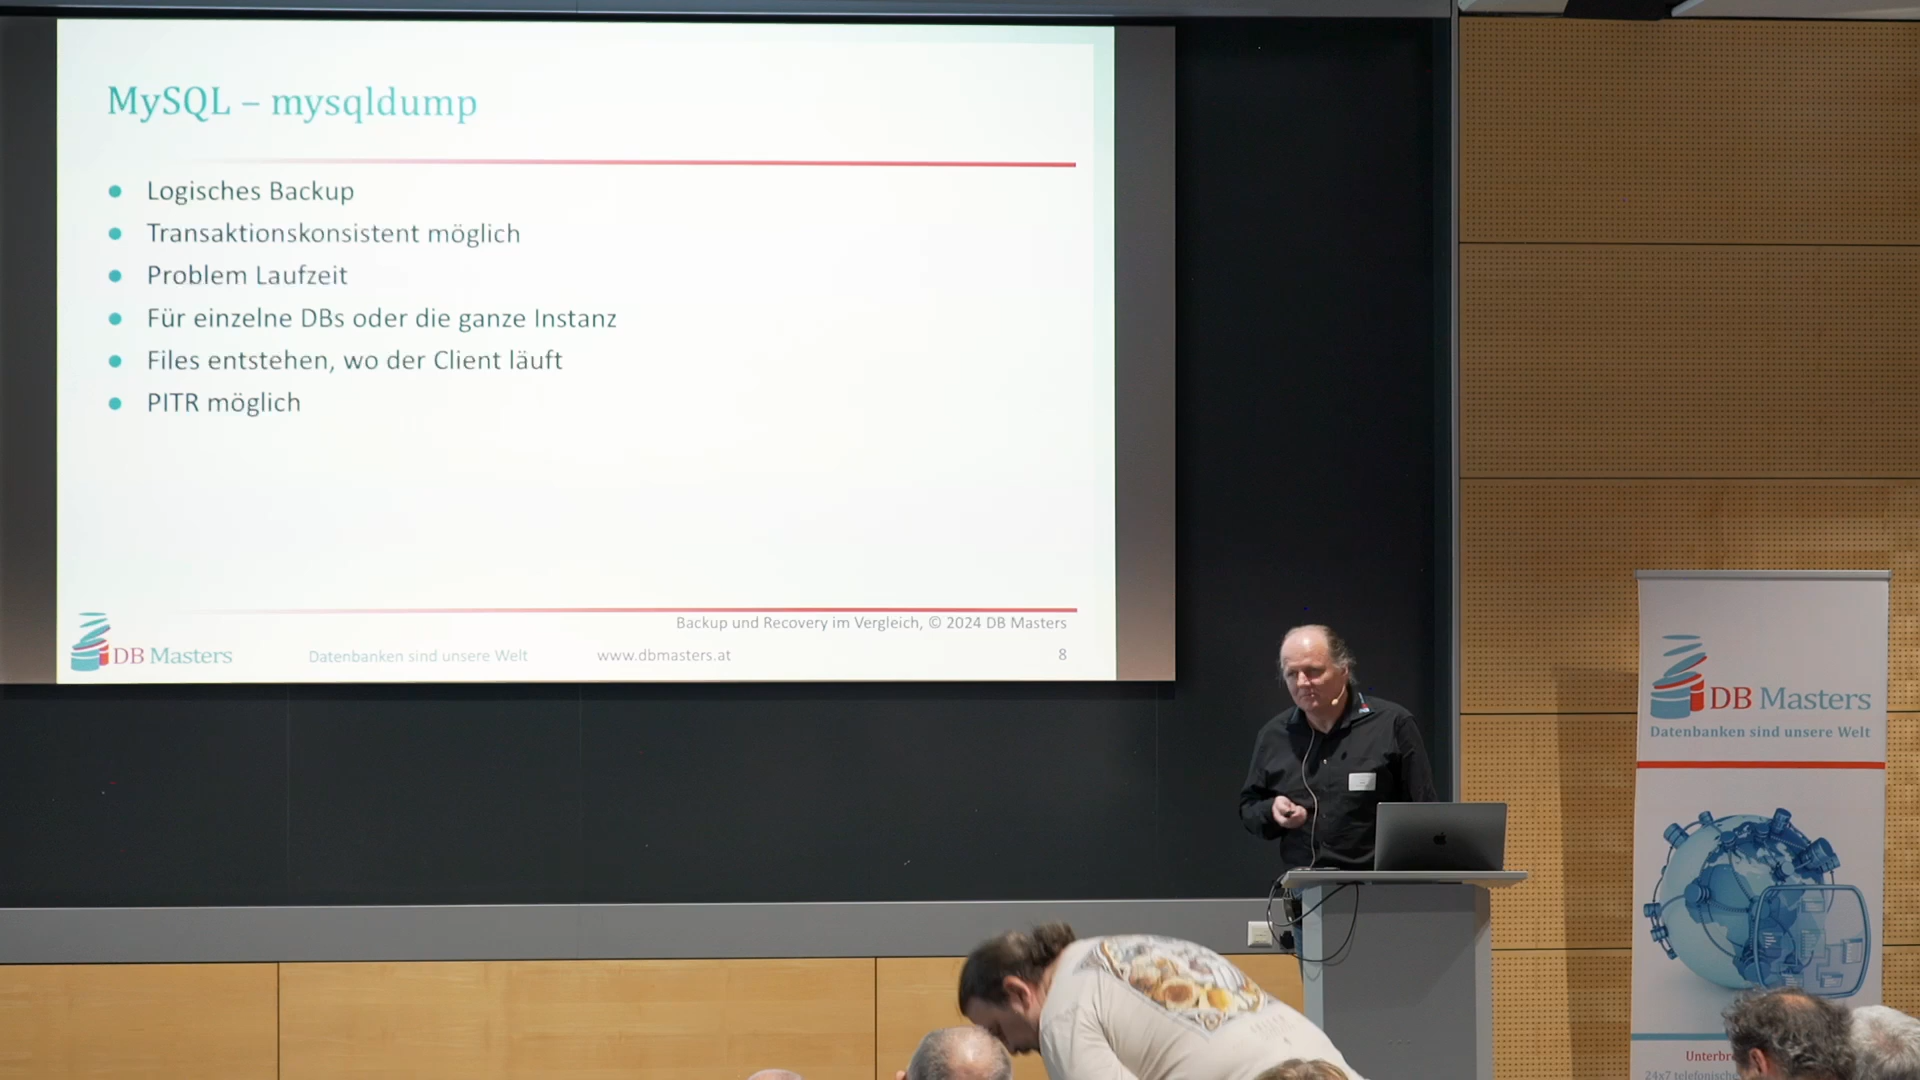 MySQL – mysqldump
Logisches Backup
Transaktionskonsistent möglich
Problem Laufzeit
Für einzelne DBs oder die ganze Instanz
Files entstehen, wo der Client läuft
PITR möglich
Backup und Recovery im Vergleich, © 2024 DB Masters
DB Masters
Datenbanken sind unsere Welt
www.dbmasters.at
8
DB Masters
Datenbanken sind unsere Welt
24x7